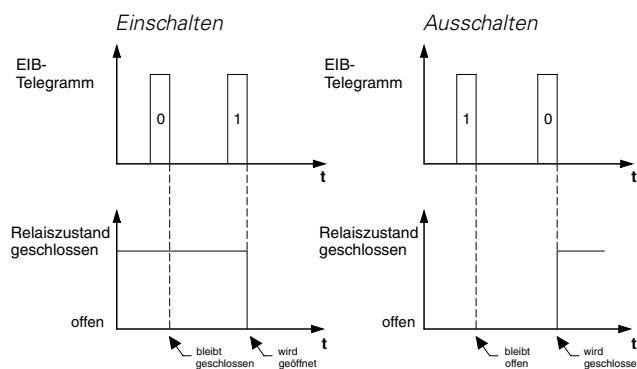 Einschalten
EIB-
Telegramm
0
1
t
Relaiszustand
geschlossen
offen
t
bleibt
geschlossen
wird
geöffnet
Ausschalten
EIB-
Telegramm
1
0
t
Relaiszustand
geschlossen
offen
t
bleibt
offen
wird
geschlosse